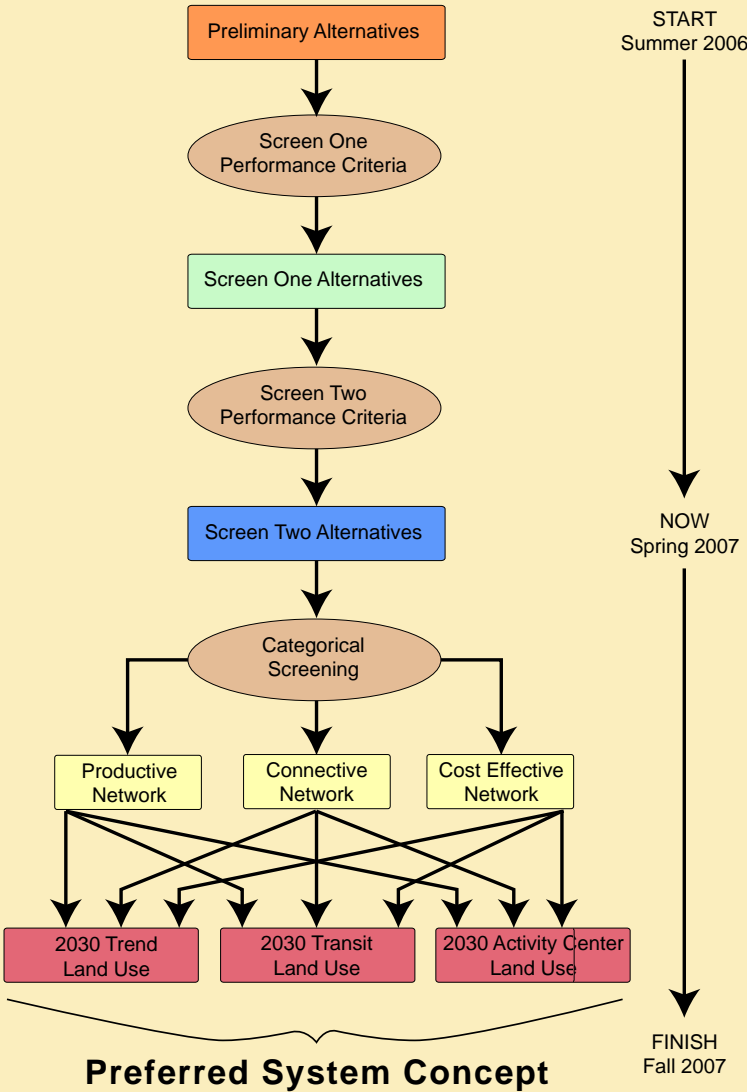 Preliminary Alternatives
START
Summer 2006
Screen One
Performance Criteria
Screen One Alternatives
Screen Two
Performance Criteria
Screen Two Alternatives
NOW
Spring 2007
Categorical
Screening
Productive
Network
Connective
Network
Cost Effective
Network
2030 Trend
Land Use
2030 Transit
Land Use
2030 Activity Center
Land Use
FINISH
Fall 2007
Preferred System Concept